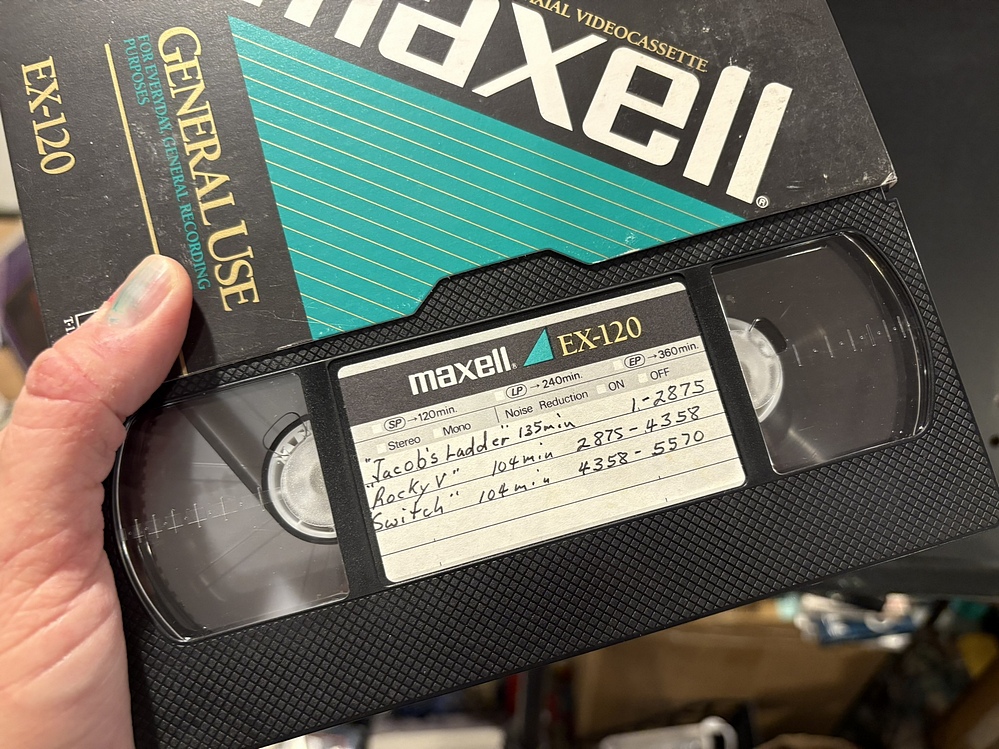 AXIAL VIDEOCASSETTE
maxell®
GENERAL USE
FOR EVERYDAY, GENERAL RECORDING
PURPOSES
EX-120
maxell® EX-120
SP→120min. LP→240min. EP→360min.
Stereo Mono Noise Reduction ON OFF
"Jacob's Ladder" 135min 1.-2875
"Rocky V" 104min 2875-4358
"Switch" 104min 4358-5570